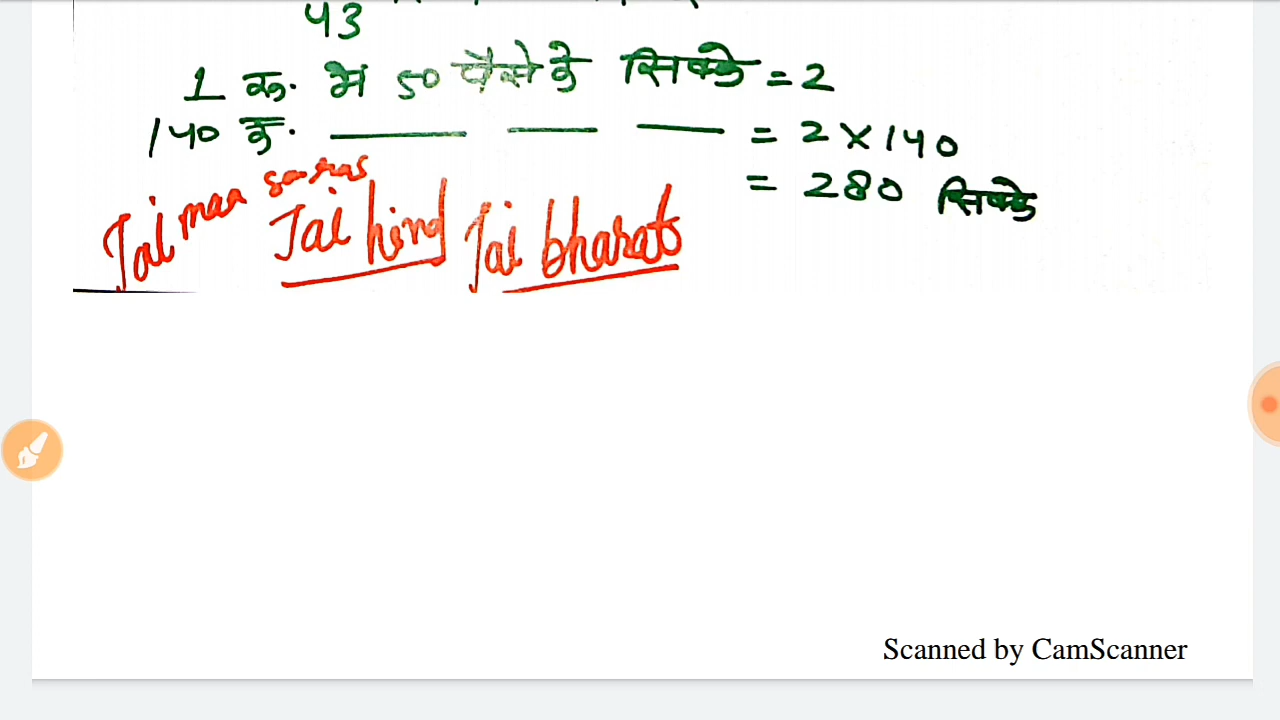 43
1 रू. में 50 पैसे के सिक्के = 2
140 रू. = 2 × 140
= 280 सिक्के
Jai maa saras
Jai hind Jai bharat
Scanned by CamScanner